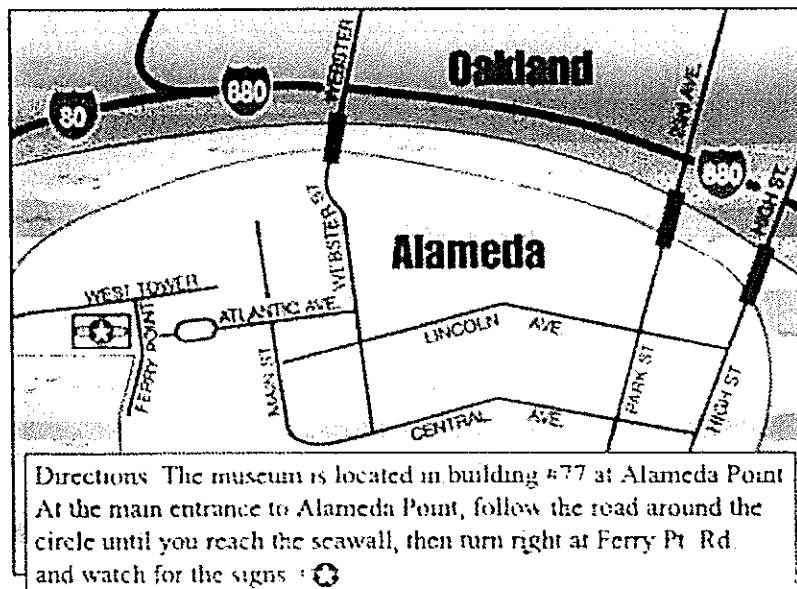 WEBSTER
Oakland
23RD AVE.
80
880
880
HIGH ST.
WEBSTER ST
Alameda
WEST TOWER
ATLANTIC AVE.
FERRY POINT
MAIN ST
LINCOLN AVE.
PARK ST
HIGH ST
CENTRAL AVE.
Directions The museum is located in building #77 at Alameda Point
At the main entrance to Alameda Point, follow the road around the
circle until you reach the seawall, then turn right at Ferry Pt Rd
and watch for the signs